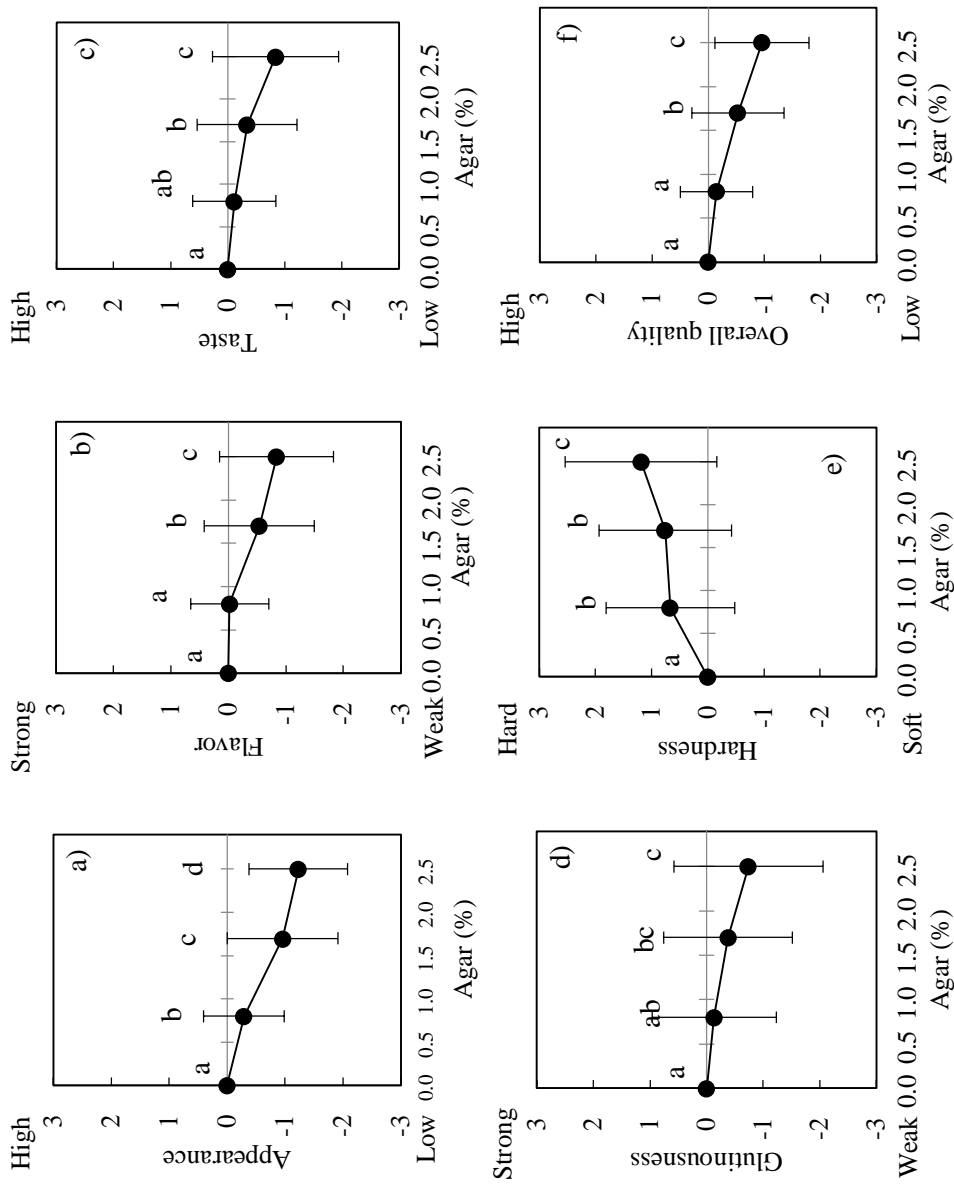 High
3
2
1
0
-1
-2
-3
Low
Appearance
a)
a
b
c
d
0.0 0.5 1.0 1.5 2.0 2.5
Agar (%)
Strong
3
2
1
0
-1
-2
-3
Weak
Flavor
b)
a
a
b
c
0.0 0.5 1.0 1.5 2.0 2.5
Agar (%)
High
3
2
1
0
-1
-2
-3
Low
Taste
c)
a
ab
b
c
0.0 0.5 1.0 1.5 2.0 2.5
Agar (%)
Strong
3
2
1
0
-1
-2
-3
Weak
Glutinousness
d)
a
ab
bc
c
0.0 0.5 1.0 1.5 2.0 2.5
Agar (%)
Hard
3
2
1
0
-1
-2
-3
Soft
Hardness
e)
a
b
b
c
0.0 0.5 1.0 1.5 2.0 2.5
Agar (%)
High
3
2
1
0
-1
-2
-3
Low
Overall quality
f)
a
a
b
c
0.0 0.5 1.0 1.5 2.0 2.5
Agar (%)